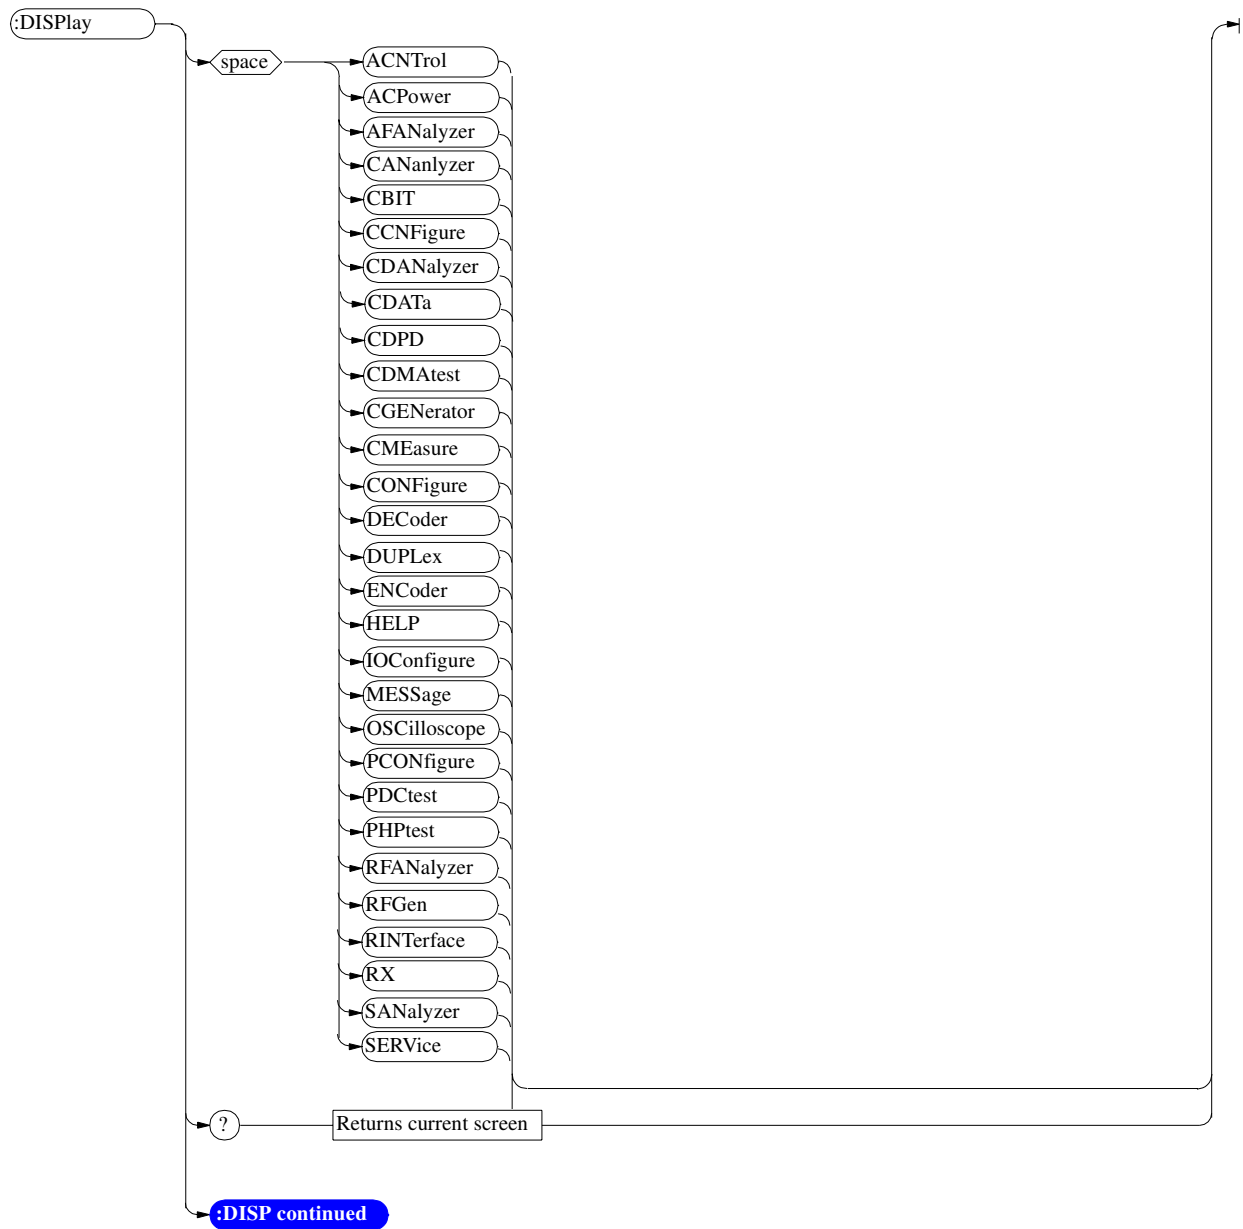 :DISPlay
space
ACNTrol
ACPower
AFANalyzer
CANanlyzer
CBIT
CCNFigure
CDANalyzer
CDATa
CDPD
CDMAtest
CGENerator
CMEasure
CONFigure
DECoder
DUPLex
ENCoder
HELP
IOConfigure
MESSage
OSCilloscope
PCONfigure
PDCtest
PHPtest
RFANalyzer
RFGen
RINTerface
RX
SANalyzer
SERVice
?
Returns current screen
:DISP continued